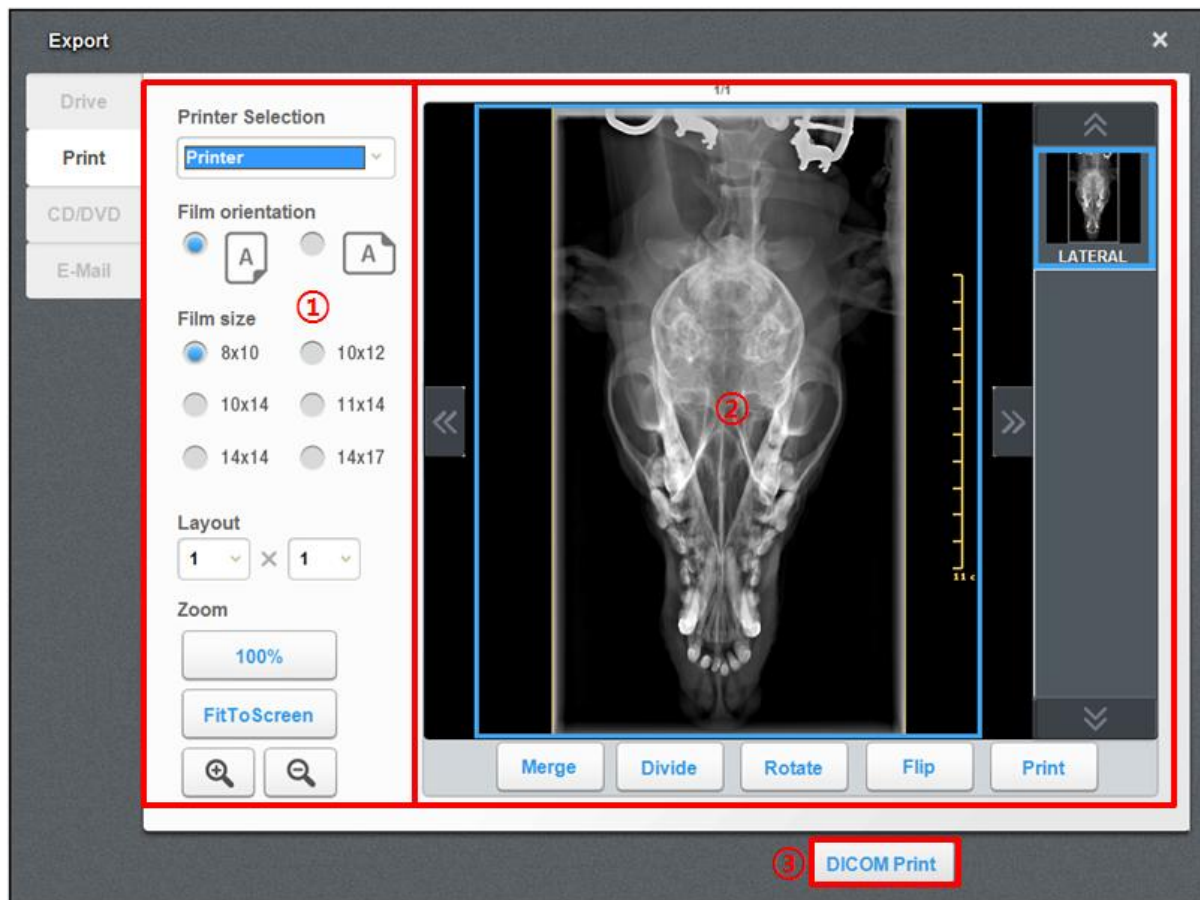 Export
Drive
Print
CD/DVD
E-Mail
Printer Selection
Printer
Film orientation
A A
①
Film size
8x10 10x12
10x14 11x14
14x14 14x17
Layout
1 × 1
Zoom
100%
FitToScreen
1/1
②
11 c
LATERAL
Merge Divide Rotate Flip Print
③ DICOM Print